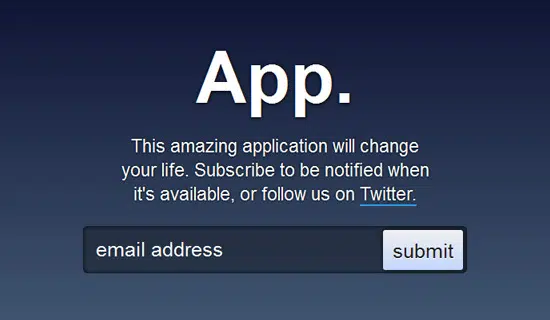 App.
This amazing application will change
your life. Subscribe to be notified when
it's available, or follow us on Twitter.
email address
submit